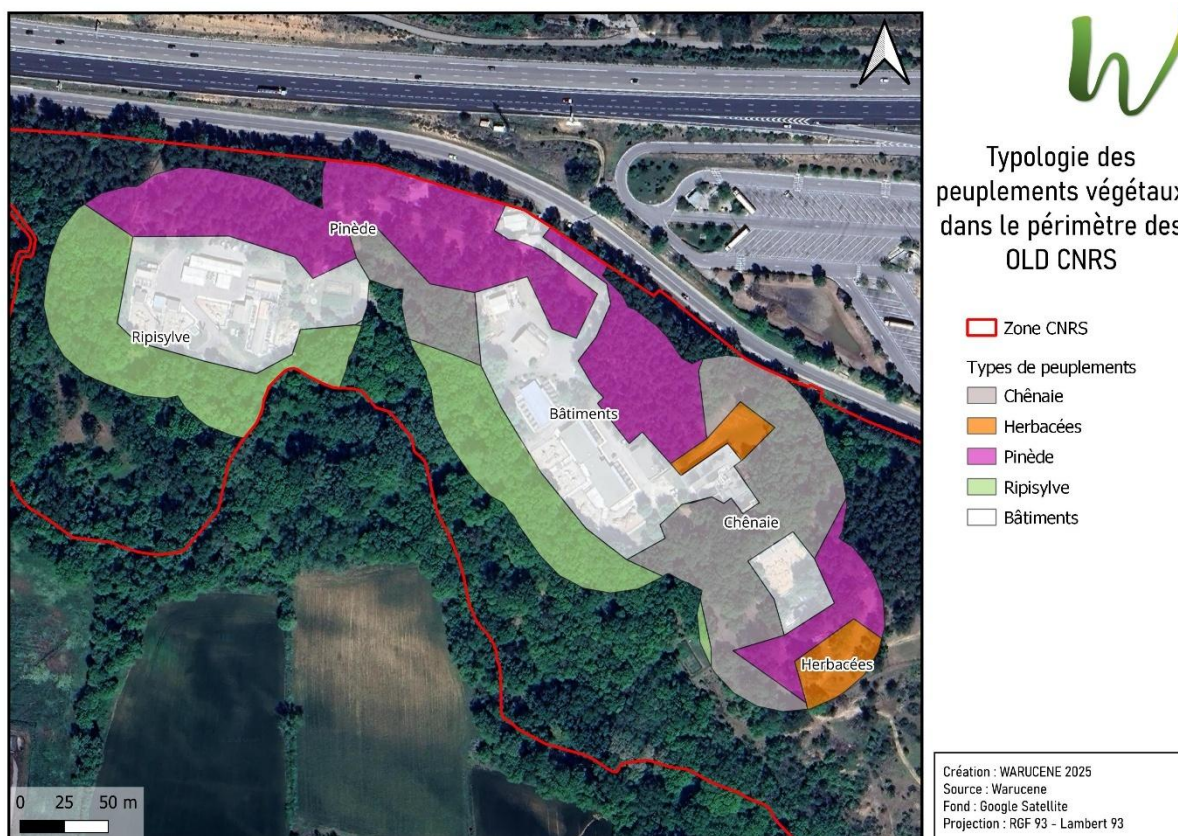 Typologie des
peuplements végétaux
dans le périmètre des
OLD CNRS
Zone CNRS
Types de peuplements
Chênaie
Herbacées
Pinède
Ripisylve
Bâtiments
Pinède
Ripisylve
Bâtiments
Chênaie
Herbacées
0 25 50 m
Création : WARUCENE 2025
Source : Warucene
Fond : Google Satellite
Projection : RGF 93 - Lambert 93